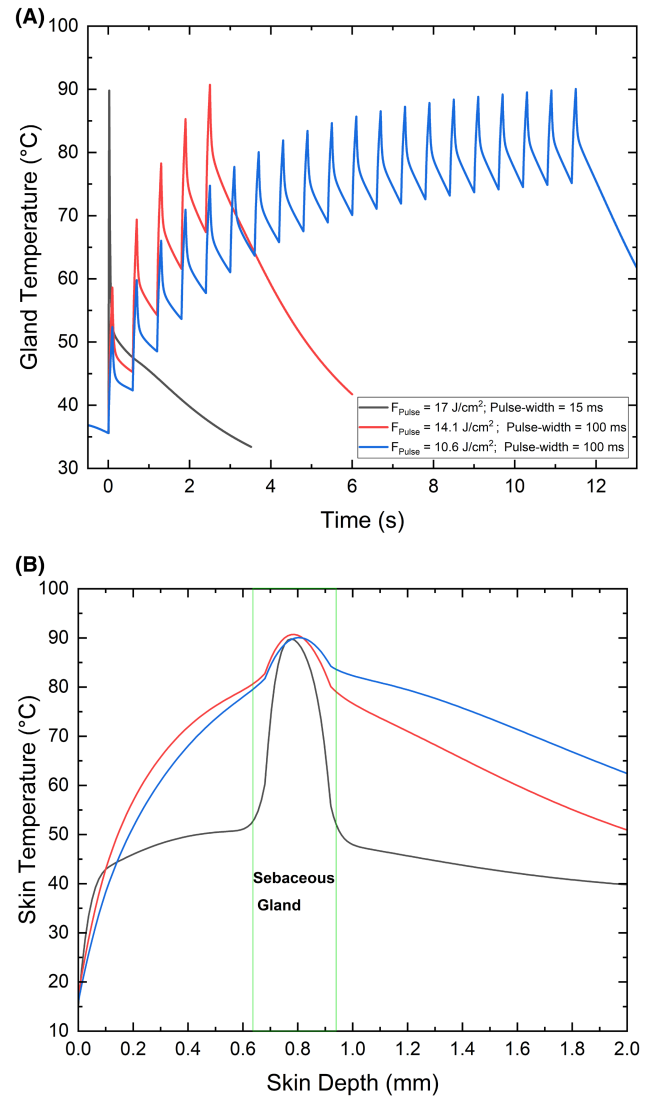 (A)
100
90
80
70
60
50
40
30
Gland Temperature (°C)
F_Pulse = 17 J/cm²; Pulse-width = 15 ms
F_Pulse = 14.1 J/cm² ; Pulse-width = 100 ms
F_Pulse = 10.6 J/cm²; Pulse-width = 100 ms
0 2 4 6 8 10 12
Time (s)
(B)
100
90
80
70
60
50
40
30
20
10
Skin Temperature (°C)
Sebaceous
Gland
0.0 0.2 0.4 0.6 0.8 1.0 1.2 1.4 1.6 1.8 2.0
Skin Depth (mm)